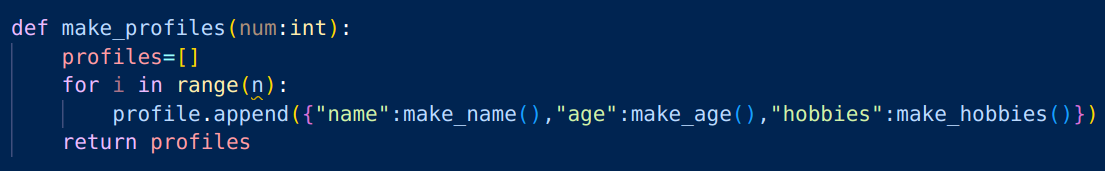 def make_profiles(num:int):
    profiles=[]
    for i in range(n):
        profile.append({"name":make_name(),"age":make_age(),"hobbies":make_hobbies()})
    return profiles